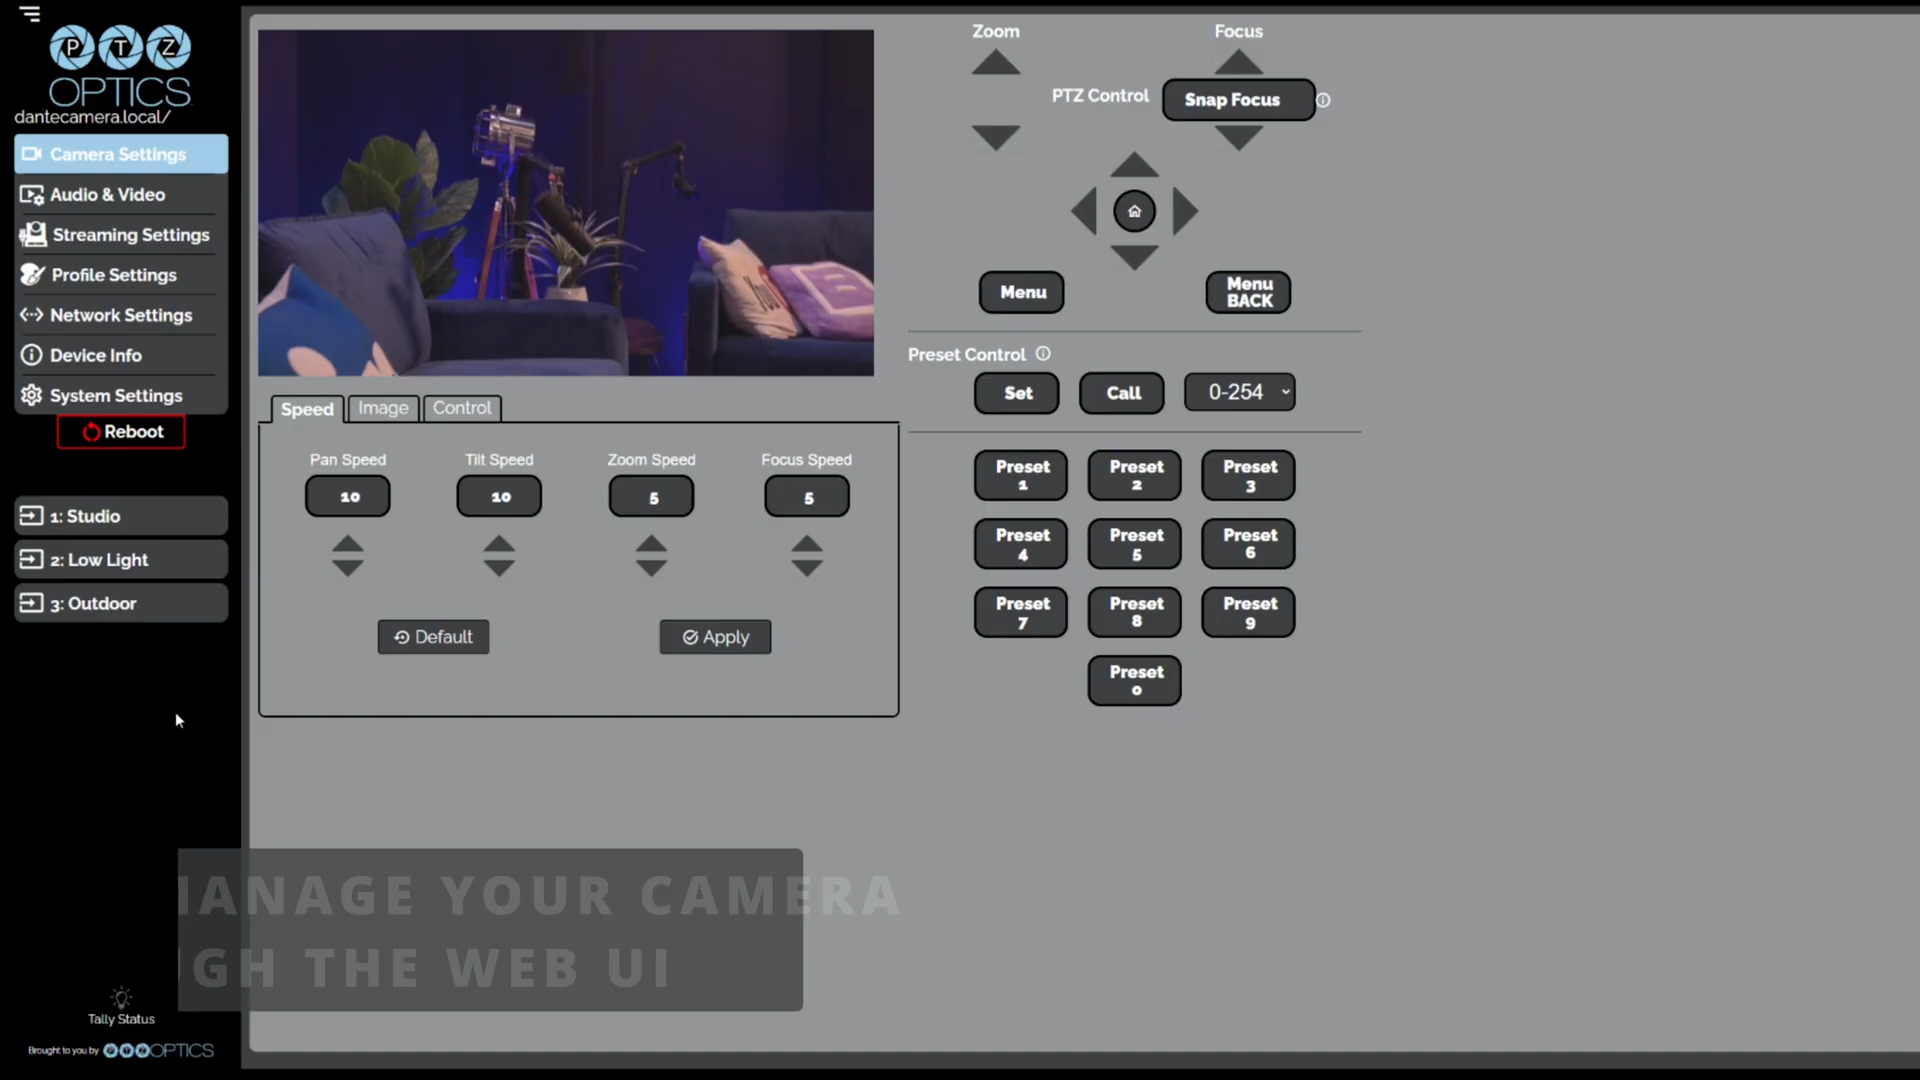 P T Z
OPTICS
dantecamera.local/
Camera Settings
Audio & Video
Streaming Settings
Profile Settings
Network Settings
Device Info
System Settings
Reboot
1: Studio
2: Low Light
3: Outdoor
Tally Status
Brought to you by PTZ OPTICS
Speed Image Control
Pan Speed Tilt Speed Zoom Speed Focus Speed
10 10 5 5
Default Apply
Zoom Focus
PTZ Control Snap Focus
Menu Menu
BACK
Preset Control
Set Call 0-254
Preset
1
Preset
2
Preset
3
Preset
4
Preset
5
Preset
6
Preset
7
Preset
8
Preset
9
Preset
0
MANAGE YOUR CAMERA
UGH THE WEB UI